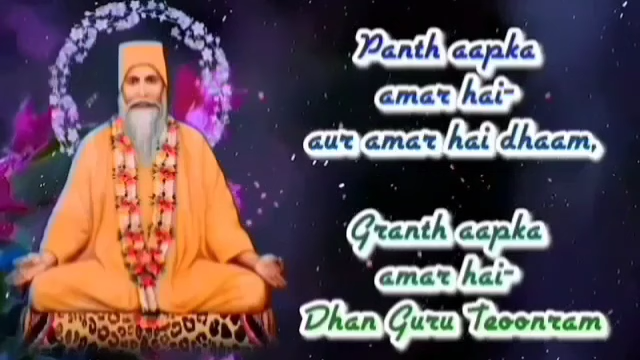 Panth aapka
amar hai-
aur amar hai dhaam,
Granth aapka
amar hai-
Dhan Guru Teoonram